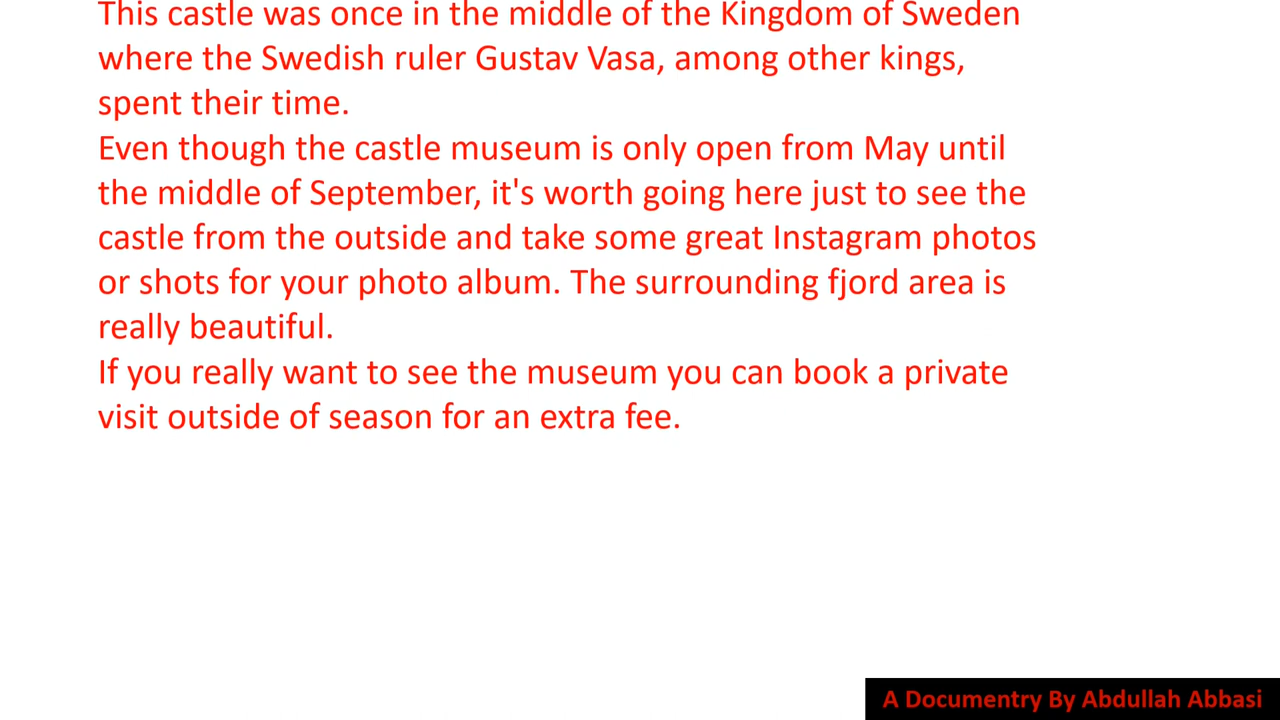 This castle was once in the middle of the Kingdom of Sweden
where the Swedish ruler Gustav Vasa, among other kings,
spent their time.
Even though the castle museum is only open from May until
the middle of September, it's worth going here just to see the
castle from the outside and take some great Instagram photos
or shots for your photo album. The surrounding fjord area is
really beautiful.
If you really want to see the museum you can book a private
visit outside of season for an extra fee.
A Documentry By Abdullah Abbasi